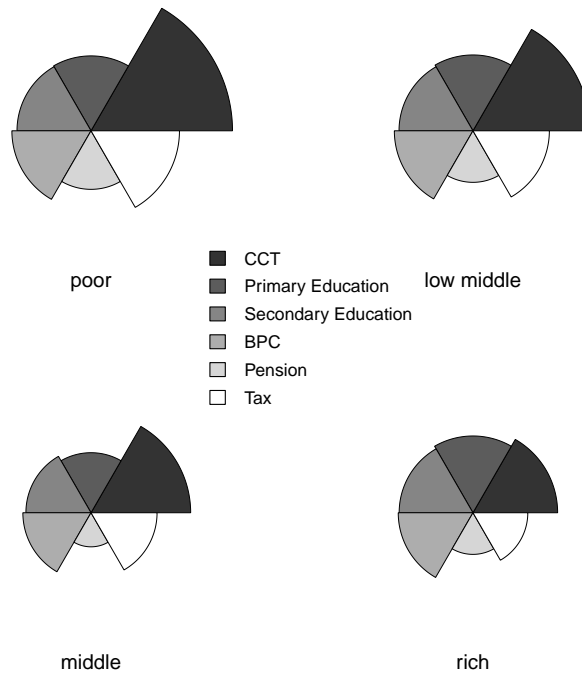 poor
low middle
CCT
Primary Education
Secondary Education
BPC
Pension
Tax
middle
rich